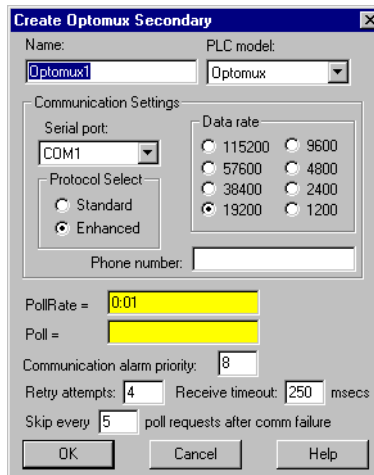 Create Optomux Secondary
Name: PLC model:
Optomux1 Optomux
Communication Settings
Serial port:
COM1
Data rate
115200 9600
57600 4800
38400 2400
19200 1200
Protocol Select
Standard
Enhanced
Phone number:
PollRate = 0:01
Poll =
Communication alarm priority: 8
Retry attempts: 4 Receive timeout: 250 msecs
Skip every 5 poll requests after comm failure
OK Cancel Help